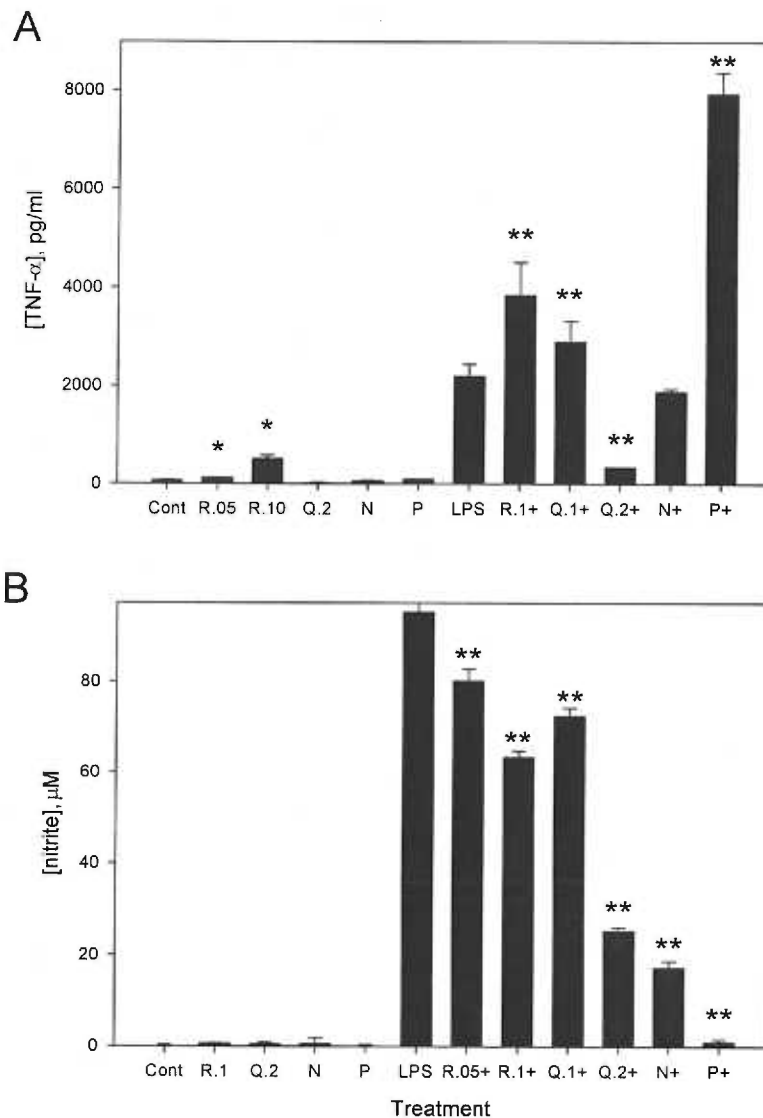 A
[TNF-α], pg/ml
8000
6000
4000
2000
0
* * ** ** ** **
Cont R.05 R.10 Q.2 N P LPS R.1+ Q.1+ Q.2+ N+ P+
B
[nitrite], μM
80
60
40
20
0
** ** ** ** ** **
Cont R.1 Q.2 N P LPS R.05+ R.1+ Q.1+ Q.2+ N+ P+
Treatment